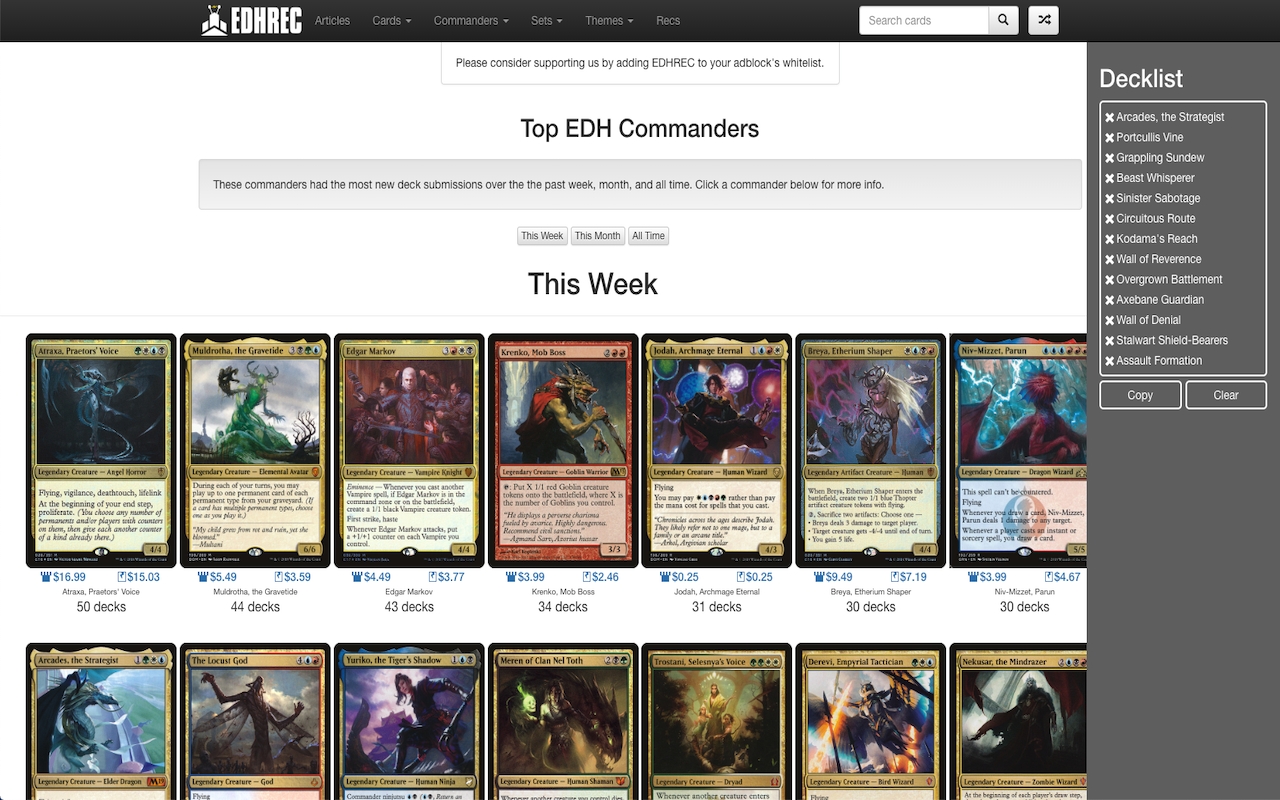 EDHREC Articles Cards Commanders Sets Themes Recs Search cards
Please consider supporting us by adding EDHREC to your adblock's whitelist.
Top EDH Commanders
These commanders had the most new deck submissions over the the past week, month, and all time. Click a commander below for more info.
This Week This Month All Time
This Week
Atraxa, Praetors' Voice
Legendary Creature — Angel Horror
Flying, vigilance, deathtouch, lifelink
At the beginning of your end step,
proliferate. (You choose any number of
permanents and/or players with counters
on them, then give each another counter
of a kind already there.)
4/4
$16.99 $15.03
Atraxa, Praetors' Voice
50 decks
Muldrotha, the Gravetide
Legendary Creature — Elemental Avatar
During each of your turns, you may
play up to one permanent card of each
permanent type from your graveyard. (If
a card has multiple permanent types, choose
one as you play it.)
"My child grew from rot and ruin, yet she
bloomed."
—Multani
6/6
$5.49 $3.59
Muldrotha, the Gravetide
44 decks
Edgar Markov
Legendary Creature — Vampire Knight
Eminence — Whenever you cast another
Vampire spell, if Edgar Markov is in the
command zone or on the battlefield,
create a 1/1 black Vampire creature token.
First strike, haste
Whenever Edgar Markov attacks, put
a +1/+1 counter on each Vampire you
control.
4/4
$4.49 $3.77
Edgar Markov
43 decks
Krenko, Mob Boss 2
Legendary Creature — Goblin Warrior
: Put X 1/1 red Goblin creature
tokens onto the battlefield, where X is
the number of Goblins you control.
"He displays a perverse charisma
fueled by avarice. Highly dangerous.
Recommend civil sanctions."
—Agmand Sarv, Azorius hussar
3/3
$3.99 $2.46
Krenko, Mob Boss
34 decks
Jodah, Archmage Eternal 1
Legendary Creature — Human Wizard
Flying
You may pay rather than pay
the mana cost for spells that you cast.
"Chronicles across the ages describe Jodah.
They likely refer not to one mage, but to a
family or an arcane title."
—Arhel, Argivian scholar
4/3
$0.25 $0.25
Jodah, Archmage Eternal
31 decks
Breya, Etherium Shaper
Legendary Artifact Creature — Human
When Breya, Etherium Shaper enters the
battlefield, create two 1/1 blue Thopter
artifact creature tokens with flying.
2, Sacrifice two artifacts: Choose one —
• Breya deals 3 damage to target player.
• Target creature gets -4/-4 until end of turn.
• You gain 5 life.
4/4
$9.49 $7.19
Breya, Etherium Shaper
30 decks
Niv-Mizzet, Parun
Legendary Creature — Dragon Wizard
This spell can't be countered.
Flying
Whenever you draw a card, Niv-Mizzet,
Parun deals 1 damage to any target.
Whenever a player casts an instant or
sorcery spell, you draw a card.
5/5
$3.99 $4.67
Niv-Mizzet, Parun
30 decks
Arcades, the Strategist 1
Legendary Creature — Elder Dragon M19
The Locust God 4
Legendary Creature — God
Flying
Yuriko, the Tiger's Shadow 1
Legendary Creature — Human Ninja
Commander ninjutsu
Meren of Clan Nel Toth 2
Legendary Creature — Human Shaman
Whenever another creature you control dies,
Trostani, Selesnya's Voice
Legendary Creature — Dryad
Whenever another creature enters
Derevi, Empyrial Tactician
Legendary Creature — Bird Wizard
Flying
Nekusar, the Mindrazer 2
Legendary Creature — Zombie Wizard
At the beginning of each player's draw step,
Decklist
Arcades, the Strategist
Portcullis Vine
Grappling Sundew
Beast Whisperer
Sinister Sabotage
Circuitous Route
Kodama's Reach
Wall of Reverence
Overgrown Battlement
Axebane Guardian
Wall of Denial
Stalwart Shield-Bearers
Assault Formation
Copy Clear